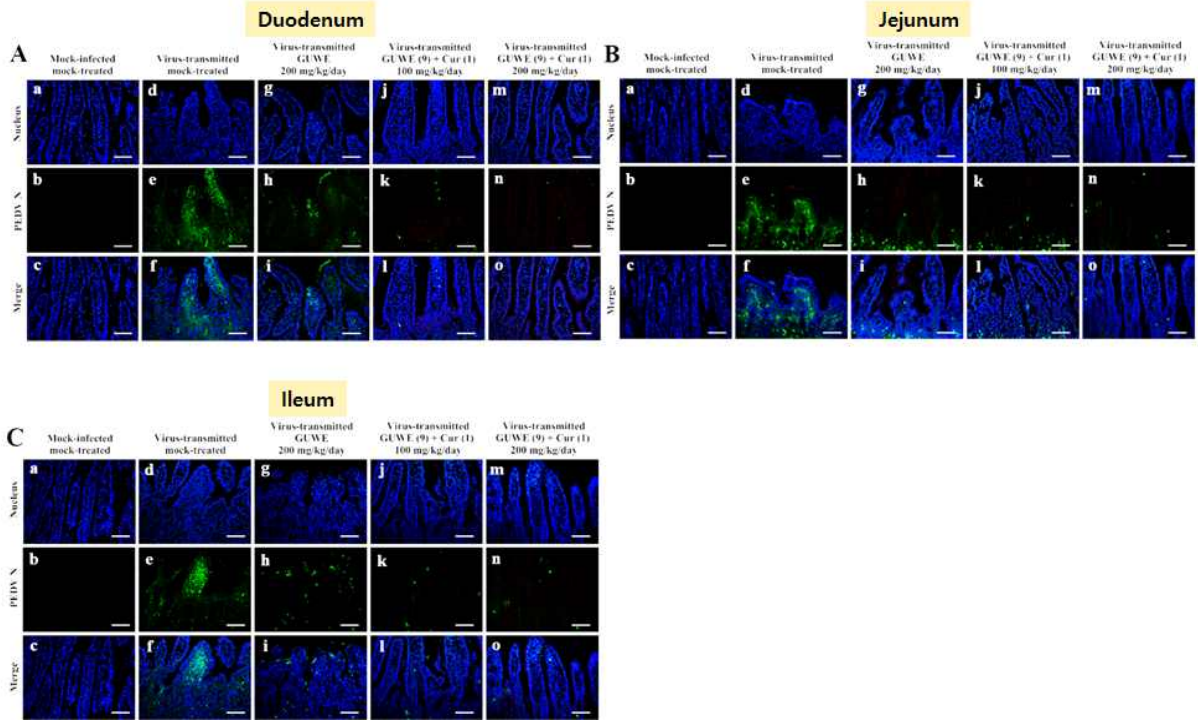 Duodenum
A
Mock-infected
mock-treated
Virus-transmitted
mock-treated
Virus-transmitted
GUWE
200 mg/kg/day
Virus-transmitted
GUWE (9) + Cur (1)
100 mg/kg/day
Virus-transmitted
GUWE (9) + Cur (1)
200 mg/kg/day
Nucleus
a
d
g
j
m
PEDV N
b
e
h
k
n
Merge
c
f
i
l
o
Jejunum
B
Mock-infected
mock-treated
Virus-transmitted
mock-treated
Virus-transmitted
GUWE
200 mg/kg/day
Virus-transmitted
GUWE (9) + Cur (1)
100 mg/kg/day
Virus-transmitted
GUWE (9) + Cur (1)
200 mg/kg/day
Nucleus
a
d
g
j
m
PEDV N
b
e
h
k
n
Merge
c
f
i
l
o
Ileum
C
Mock-infected
mock-treated
Virus-transmitted
mock-treated
Virus-transmitted
GUWE
200 mg/kg/day
Virus-transmitted
GUWE (9) + Cur (1)
100 mg/kg/day
Virus-transmitted
GUWE (9) + Cur (1)
200 mg/kg/day
Nucleus
a
d
g
j
m
PEDV N
b
e
h
k
n
Merge
c
f
i
l
o